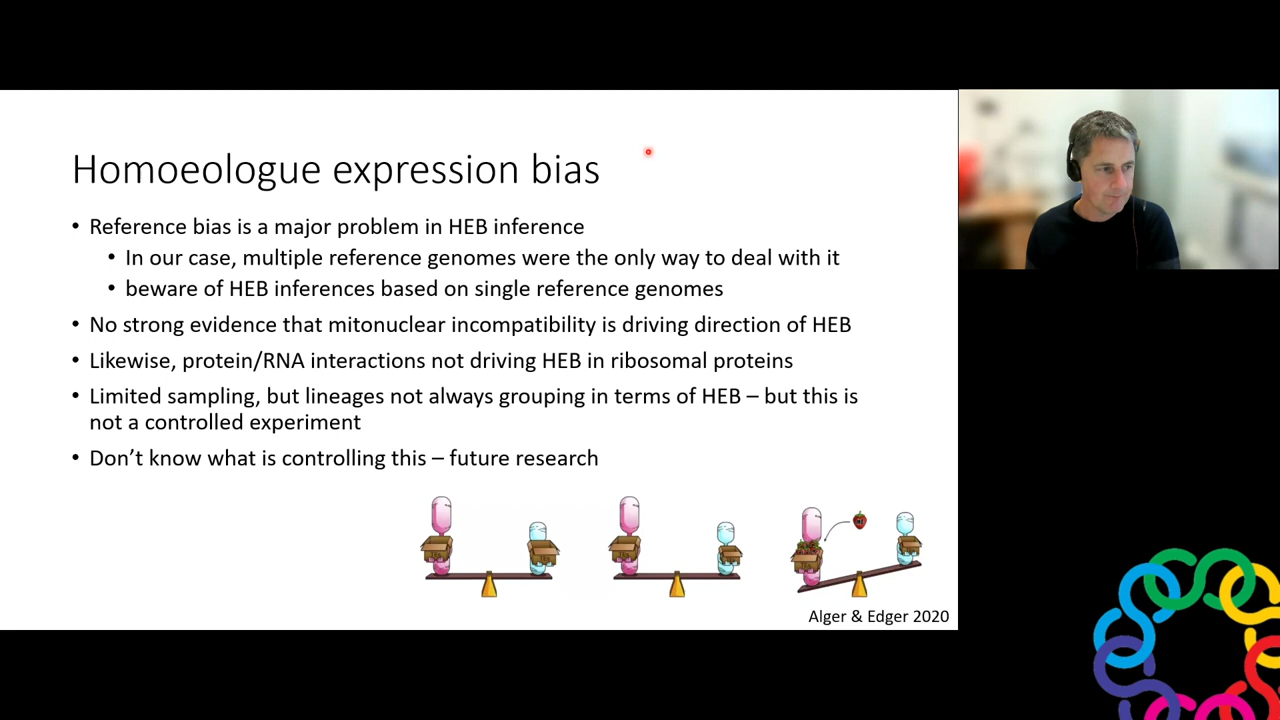 Homoeologue expression bias
• Reference bias is a major problem in HEB inference
• In our case, multiple reference genomes were the only way to deal with it
• beware of HEB inferences based on single reference genomes
• No strong evidence that mitonuclear incompatibility is driving direction of HEB
• Likewise, protein/RNA interactions not driving HEB in ribosomal proteins
• Limited sampling, but lineages not always grouping in terms of HEB – but this is
not a controlled experiment
• Don’t know what is controlling this – future research
Alger & Edger 2020